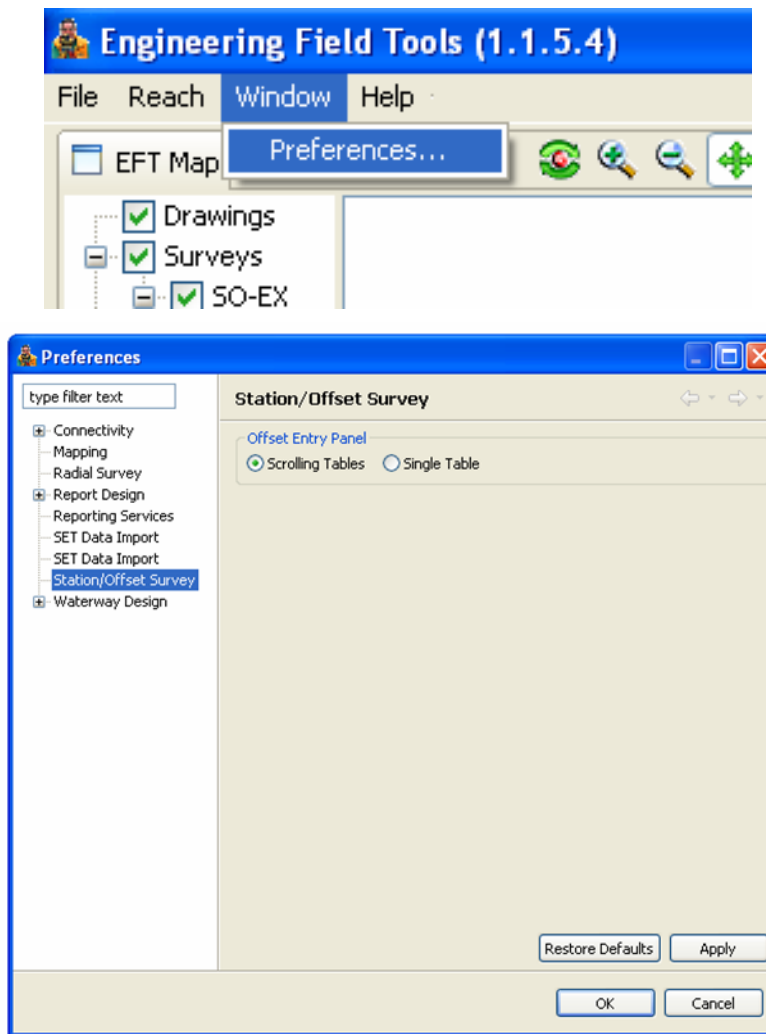 Engineering Field Tools (1.1.5.4)
File Reach Window Help
EFT Map
Preferences...
Drawings
Surveys
SO-EX
Preferences
type filter text
Station/Offset Survey
Connectivity
Mapping
Radial Survey
Report Design
Reporting Services
SET Data Import
SET Data Import
Station/Offset Survey
Waterway Design
Offset Entry Panel
Scrolling Tables Single Table
Restore Defaults Apply
OK Cancel